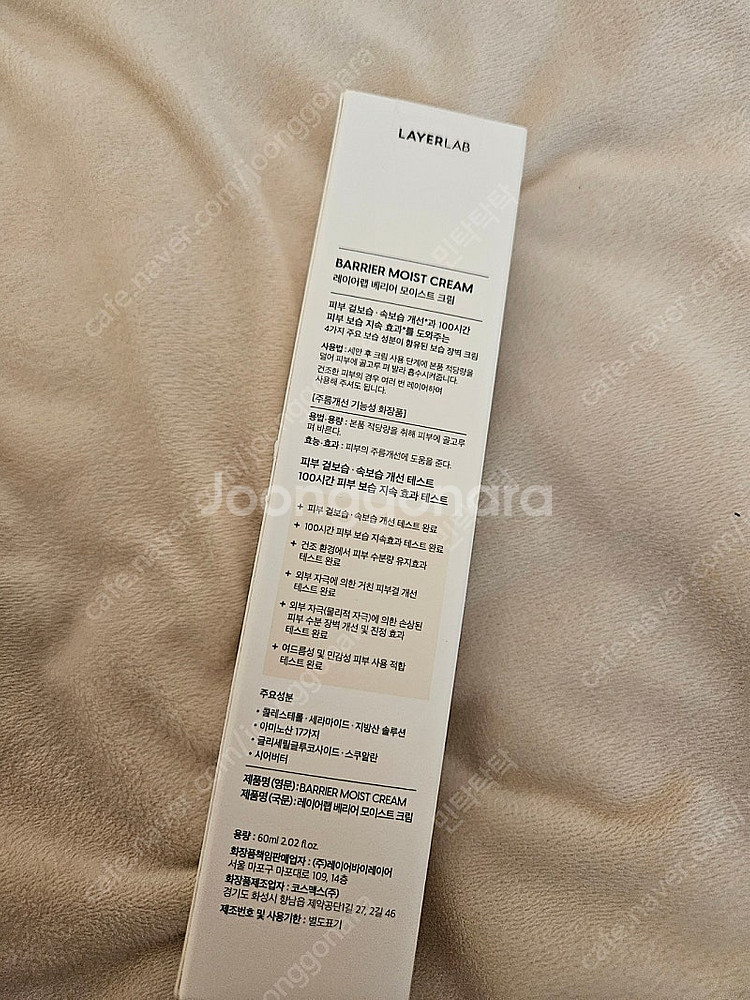 LAYERLAB
BARRIER MOIST CREAM
레이어랩 베리어 모이스트 크림
피부 겉보습 · 속보습 개선*과 100시간
피부 보습 지속 효과*를 도와주는
4가지 주요 보습 성분이 함유된 보습 장벽 크림
사용법 : 세안 후 크림 사용 단계에 본품 적당량을
덜어 피부에 골고루 펴 발라 흡수시켜줍니다.
건조한 피부의 경우 여러 번 레이어하여
사용해 주셔도 됩니다.
[주름개선 기능성 화장품]
용법·용량 : 본품 적당량을 취해 피부에 골고루
펴 바른다.
효능·효과 : 피부의 주름개선에 도움을 준다.
피부 겉보습 · 속보습 개선 테스트
100시간 피부 보습 지속 효과 테스트
Joonggonara
+ 피부 겉보습 · 속보습 개선 테스트 완료
+ 100시간 피부 보습 지속효과 테스트 완료
+ 건조 환경에서 피부 수분량 유지효과
테스트 완료
+ 외부 자극에 의한 거친 피부결 개선
테스트 완료
+ 외부 자극(물리적 자극)에 의한 손상된
피부 수분 장벽 개선 및 진정 효과
테스트 완료
+ 여드름성 및 민감성 피부 사용 적합
테스트 완료
주요성분
• 콜레스테롤 · 세라마이드 · 지방산 솔루션
• 아미노산 17가지
• 글리세릴글루코사이드 · 스쿠알란
• 시어버터
제품명 (영문) : BARRIER MOIST CREAM
제품명 (국문) : 레이어랩 베리어 모이스트 크림
용량 : 60ml 2.02 fl.oz.
화장품책임판매업자 : (주)레이어바이레이어
서울 마포구 마포대로 109, 14층
화장품제조업자 : 코스맥스(주)
경기도 화성시 향남읍 제약공단1길 27, 2길 46
제조번호 및 사용기한 : 별도표기